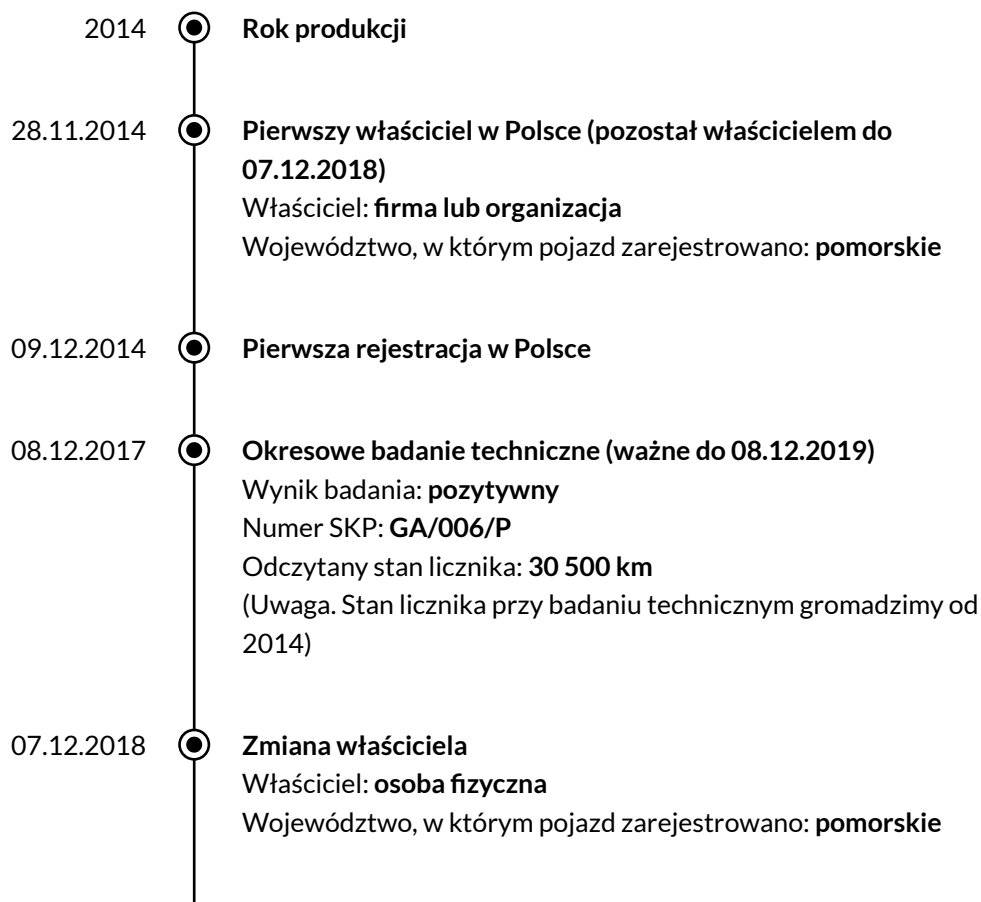 2014
Rok produkcji
28.11.2014
Pierwszy właściciel w Polsce (pozostał właścicielem do
07.12.2018)
Właściciel: firma lub organizacja
Województwo, w którym pojazd zarejestrowano: pomorskie
09.12.2014
Pierwsza rejestracja w Polsce
08.12.2017
Okresowe badanie techniczne (ważne do 08.12.2019)
Wynik badania: pozytywny
Numer SKP: GA/006/P
Odczytany stan licznika: 30 500 km
(Uwaga. Stan licznika przy badaniu technicznym gromadzimy od
2014)
07.12.2018
Zmiana właściciela
Właściciel: osoba fizyczna
Województwo, w którym pojazd zarejestrowano: pomorskie